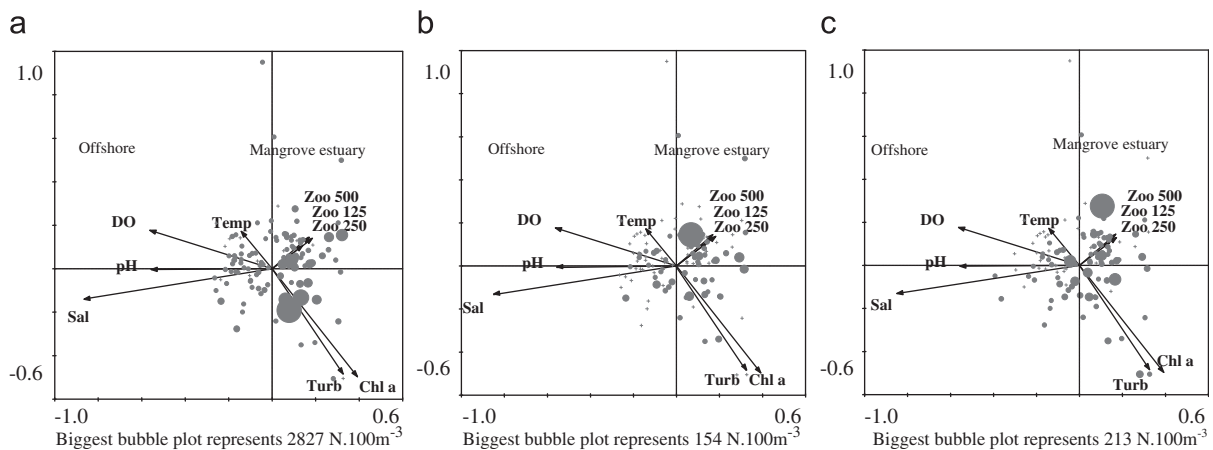 a
1.0
Offshore
Mangrove estuary
Zoo 500
Zoo 125
Zoo 250
DO
Temp
pH
Sal
Turb
Chl a
-0.6
-1.0
0.6
Biggest bubble plot represents 2827 N.100m⁻³
b
1.0
Offshore
Mangrove estuary
Zoo 500
Zoo 125
Zoo 250
DO
Temp
pH
Sal
Turb
Chl a
-0.6
-1.0
0.6
Biggest bubble plot represents 154 N.100m⁻³
c
1.0
Offshore
Mangrove estuary
Zoo 500
Zoo 125
Zoo 250
DO
Temp
pH
Sal
Chl a
Turb
-0.6
-1.0
0.6
Biggest bubble plot represents 213 N.100m⁻³